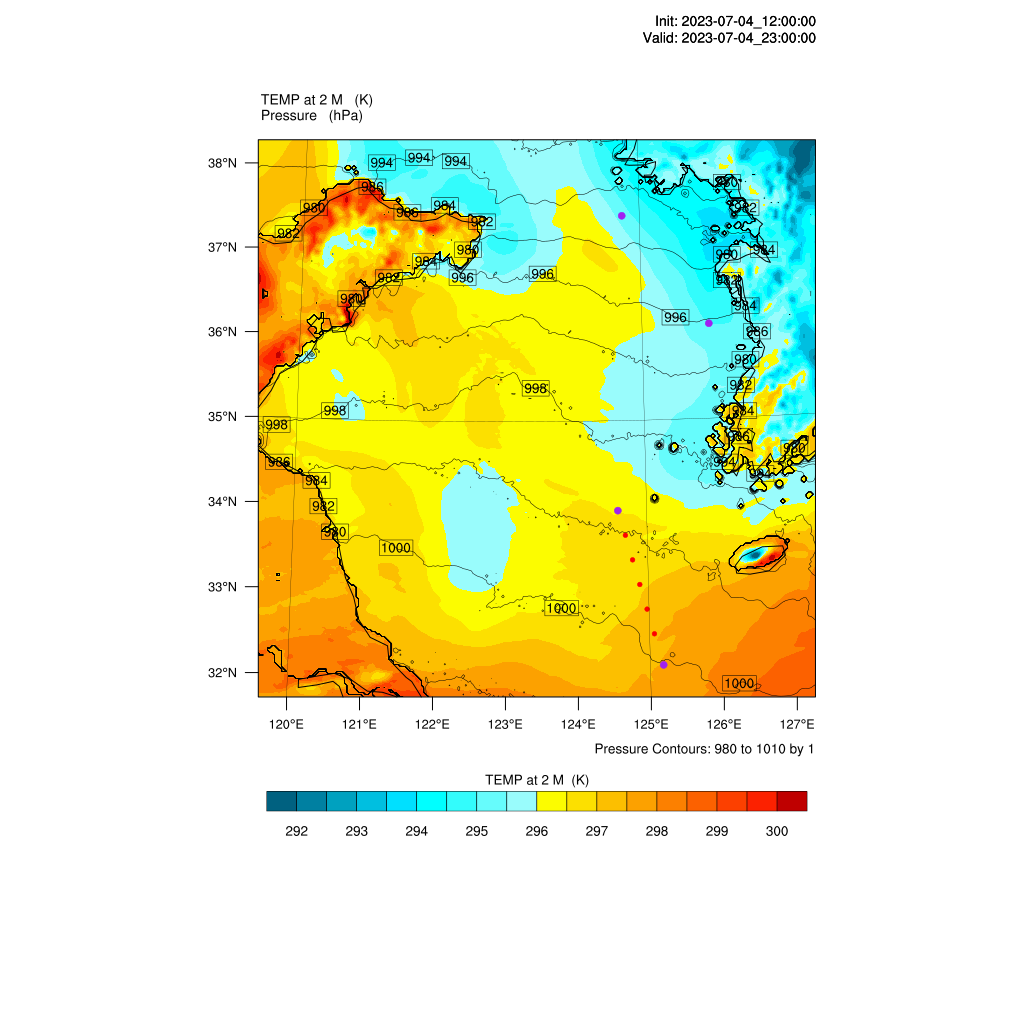 Init: 2023-07-04_12:00:00
Valid: 2023-07-04_23:00:00
TEMP at 2 M (K)
Pressure (hPa)
38°N
37°N
36°N
35°N
34°N
33°N
32°N
994
994
994
986
980
986
984
982
982
980
984
982
996
996
980
982
984
980
982
984
996
986
980
998
982
998
984
998
986
980
986
984
984
984
982
980
1000
1000
1000
120°E
121°E
122°E
123°E
124°E
125°E
126°E
127°E
Pressure Contours: 980 to 1010 by 1
TEMP at 2 M (K)
292
293
294
295
296
297
298
299
300